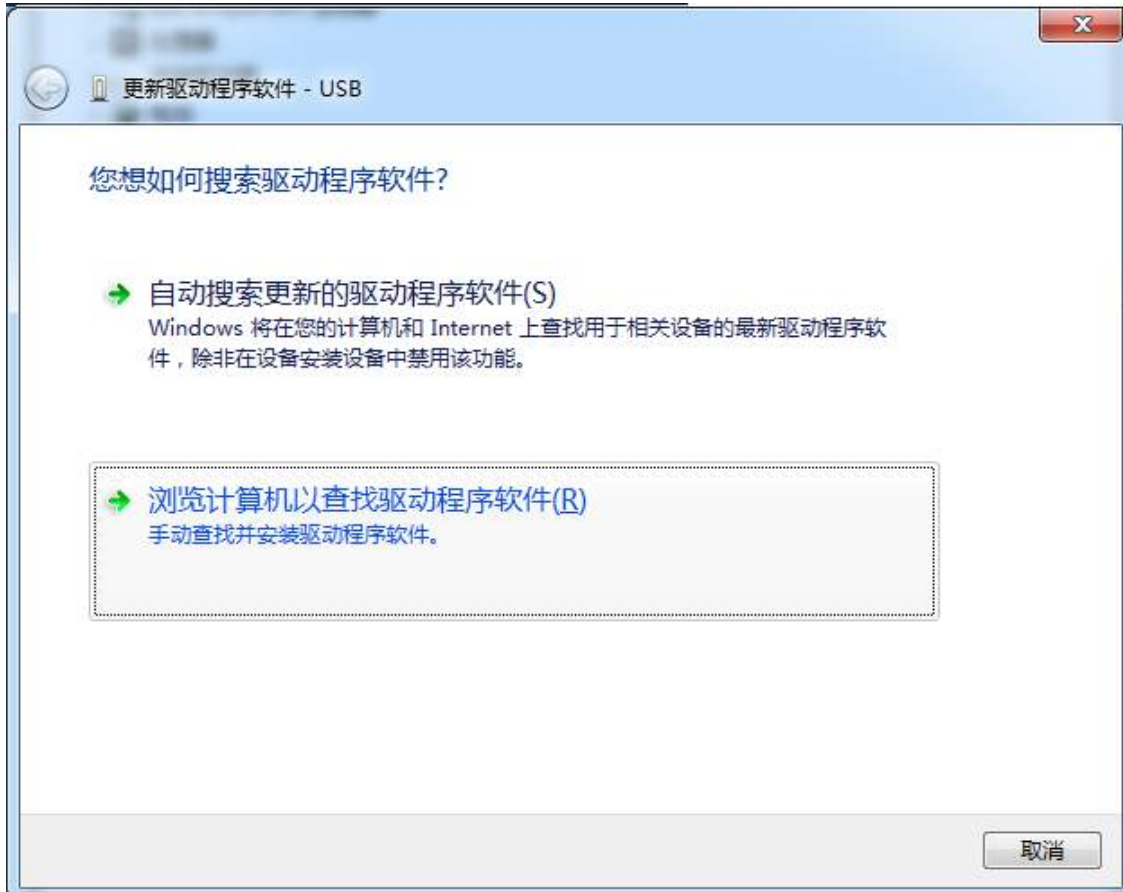 更新驱动程序软件 - USB
您想如何搜索驱动程序软件?
自动搜索更新的驱动程序软件(S)
Windows 将在您的计算机和 Internet 上查找用于相关设备的最新驱动程序软
件，除非在设备安装设备中禁用该功能。
浏览计算机以查找驱动程序软件(R)
手动查找并安装驱动程序软件。
取消